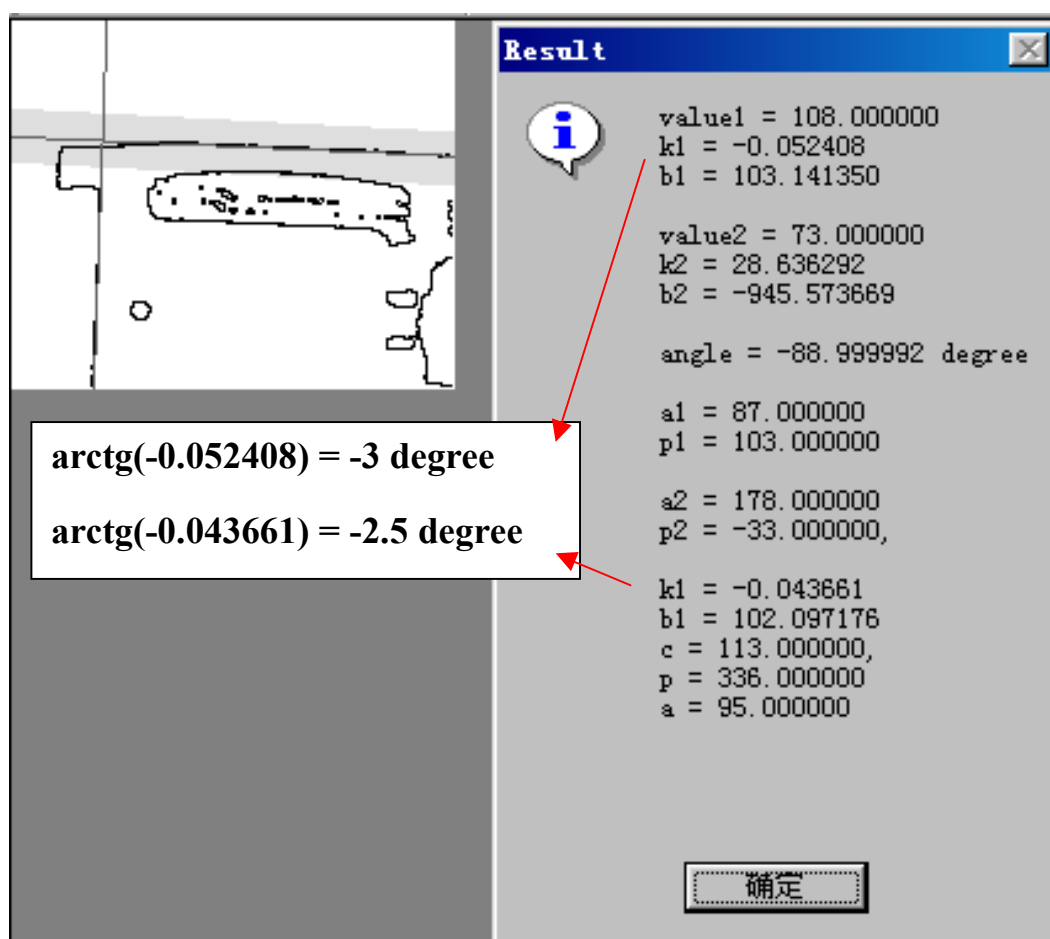 Result
value1 = 108.000000
k1 = -0.052408
b1 = 103.141350
value2 = 73.000000
k2 = 28.636292
b2 = -945.573669
angle = -88.999992 degree
a1 = 87.000000
p1 = 103.000000
a2 = 178.000000
p2 = -33.000000,
k1 = -0.043661
b1 = 102.097176
c = 113.000000,
p = 336.000000
a = 95.000000
确定
arctg(-0.052408) = -3 degree
arctg(-0.043661) = -2.5 degree